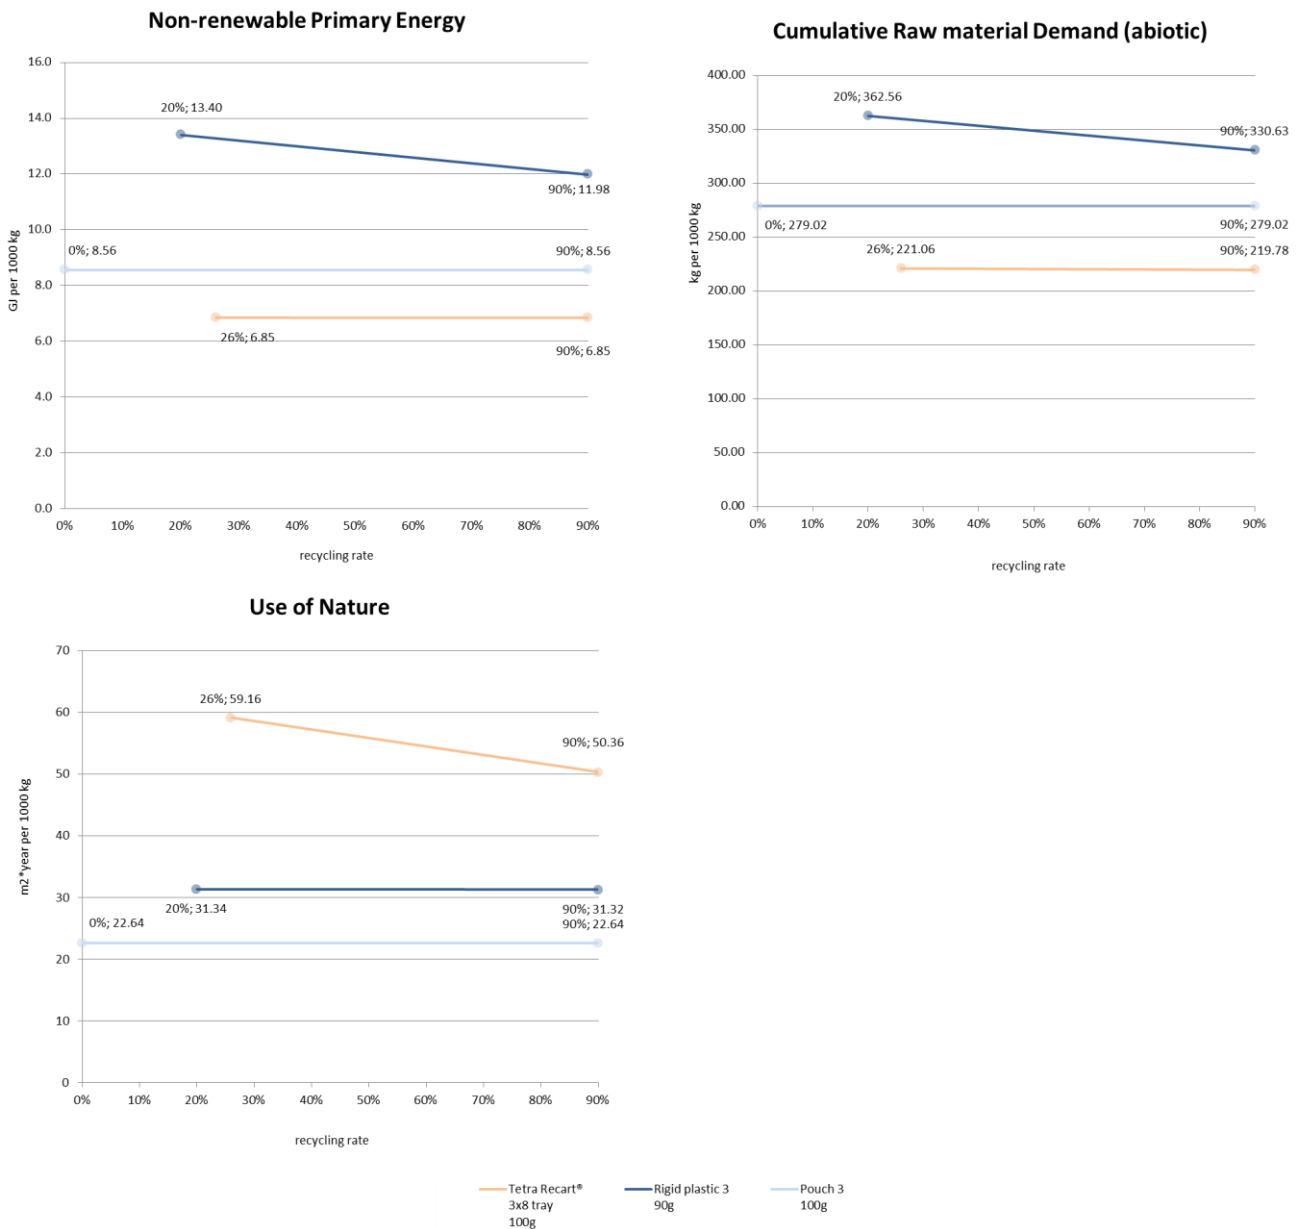 Non-renewable Primary Energy
16.0
14.0
12.0
10.0
8.0
6.0
4.0
2.0
0.0
GJ per 1000 kg
20%; 13.40
90%; 11.98
0%; 8.56
90%; 8.56
26%; 6.85
90%; 6.85
0% 10% 20% 30% 40% 50% 60% 70% 80% 90%
recycling rate
Cumulative Raw material Demand (abiotic)
400.00
350.00
300.00
250.00
200.00
150.00
100.00
50.00
0.00
kg per 1000 kg
20%; 362.56
90%; 330.63
0%; 279.02
90%; 279.02
26%; 221.06
90%; 219.78
0% 10% 20% 30% 40% 50% 60% 70% 80% 90%
recycling rate
Use of Nature
70
60
50
40
30
20
10
0
m2*year per 1000 kg
26%; 59.16
90%; 50.36
20%; 31.34
90%; 31.32
0%; 22.64
90%; 22.64
0% 10% 20% 30% 40% 50% 60% 70% 80% 90%
recycling rate
Tetra Recart®
3x8 tray
100g
Rigid plastic 3
90g
Pouch 3
100g